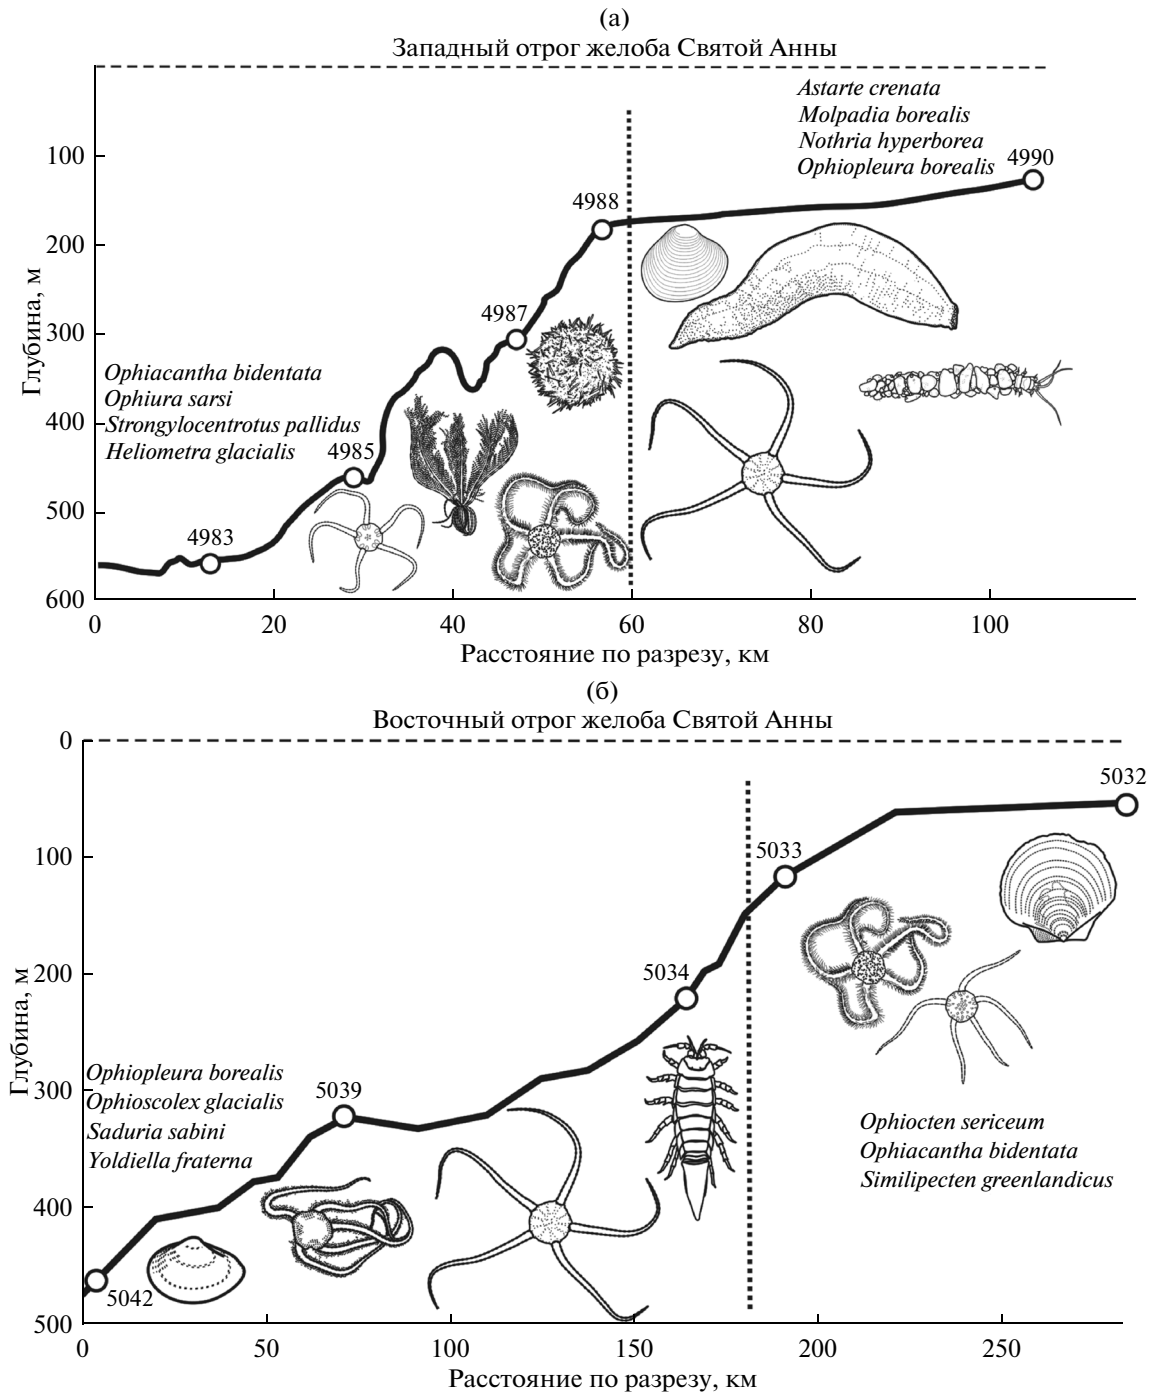 (а)
Западный отрог желоба Святой Анны
Astarte crenata
Molpadia borealis
Nothria hyperborea
Ophiopleura borealis
4990
100
4988
200
4987
300
Глубина, м
Ophiacantha bidentata
Ophiura sarsi
Strongylocentrotus pallidus
Heliometra glacialis
400
4985
500
4983
600
0 20 40 60 80 100
Расстояние по разрезу, км
(б)
Восточный отрог желоба Святой Анны
0
5032
100
5033
200
5034
Глубина, м
Ophiopleura borealis
Ophioscolex glacialis
Saduria sabini
Yoldiella fraterna
300
5039
Ophiocten sericeum
Ophiacantha bidentata
Similipecten greenlandicus
400
5042
500
0 50 100 150 200 250
Расстояние по разрезу, км